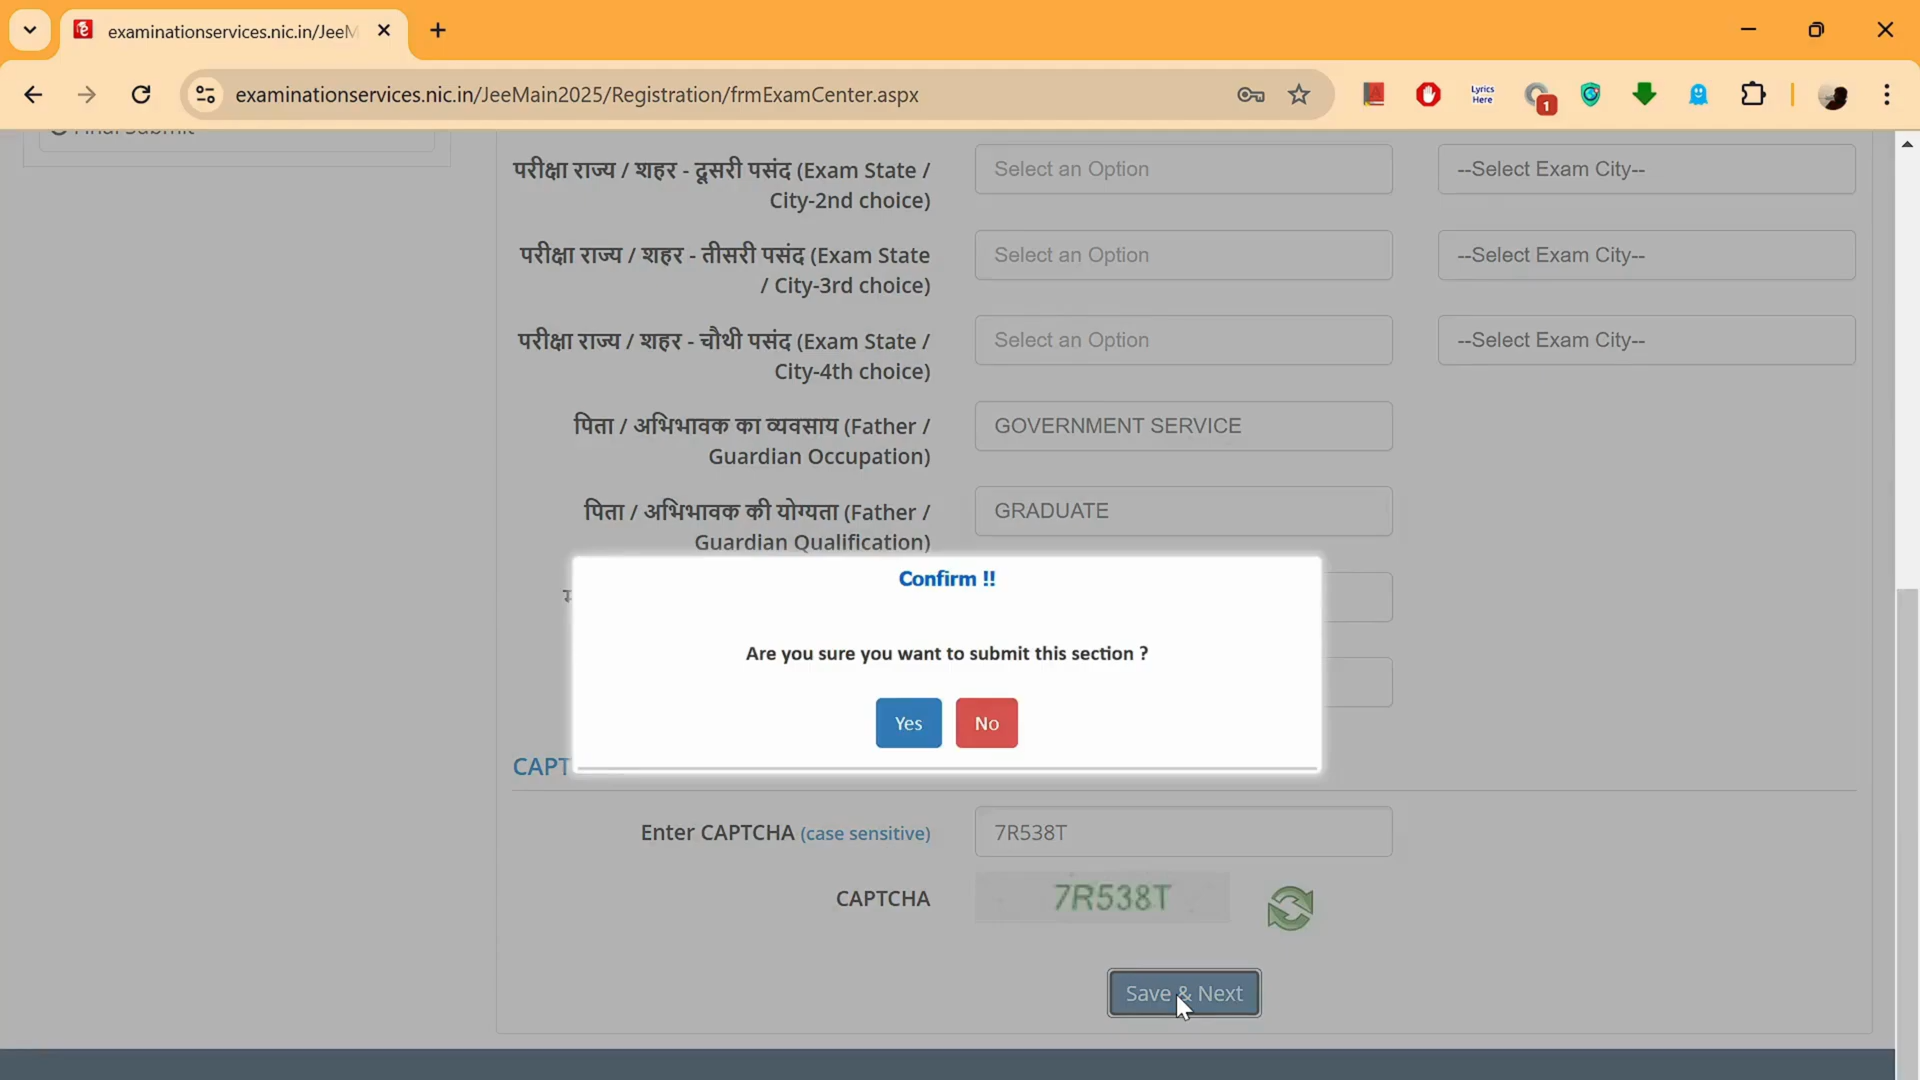 examinationservices.nic.in/JeeM
examinationservices.nic.in/JeeMain2025/Registration/frmExamCenter.aspx
Lyrics
Here
1
Final Submit
परीक्षा राज्य / शहर - दूसरी पसंद (Exam State /
City-2nd choice)
Select an Option
--Select Exam City--
परीक्षा राज्य / शहर - तीसरी पसंद (Exam State
/ City-3rd choice)
Select an Option
--Select Exam City--
परीक्षा राज्य / शहर - चौथी पसंद (Exam State /
City-4th choice)
Select an Option
--Select Exam City--
पिता / अभिभावक का व्यवसाय (Father /
Guardian Occupation)
GOVERNMENT SERVICE
पिता / अभिभावक की योग्यता (Father /
Guardian Qualification)
GRADUATE
Confirm !!
Are you sure you want to submit this section ?
Yes
No
CAPT
Enter CAPTCHA (case sensitive)
7R538T
CAPTCHA
7R538T
Save & Next